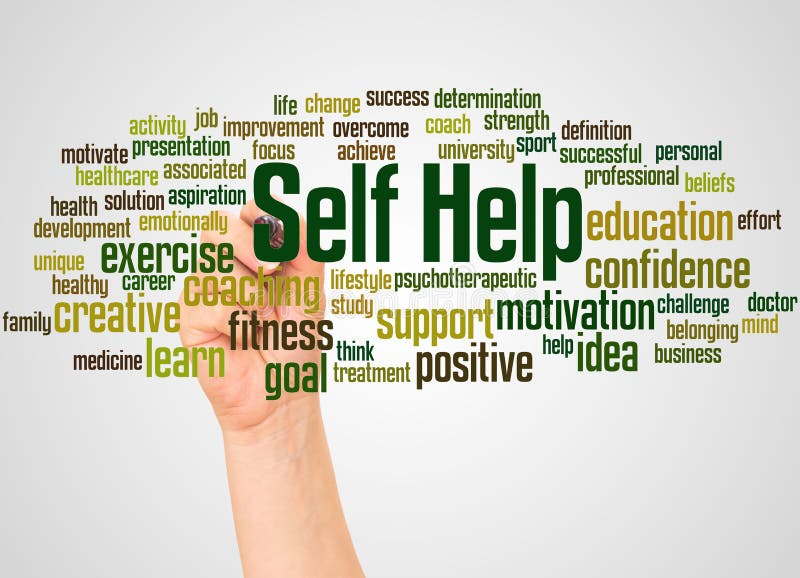 life change success determination
activity job improvement overcome coach strength definition
motivate presentation focus achieve university sport successful personal
healthcare associated professional beliefs
health solution aspiration Self Help
development emotionally education effort
unique exercise confidence
healthy career coaching lifestyle psychotherapeutic
family creative fitness study support motivation challenge doctor
belonging mind
medicine learn goal think treatment positive help idea business